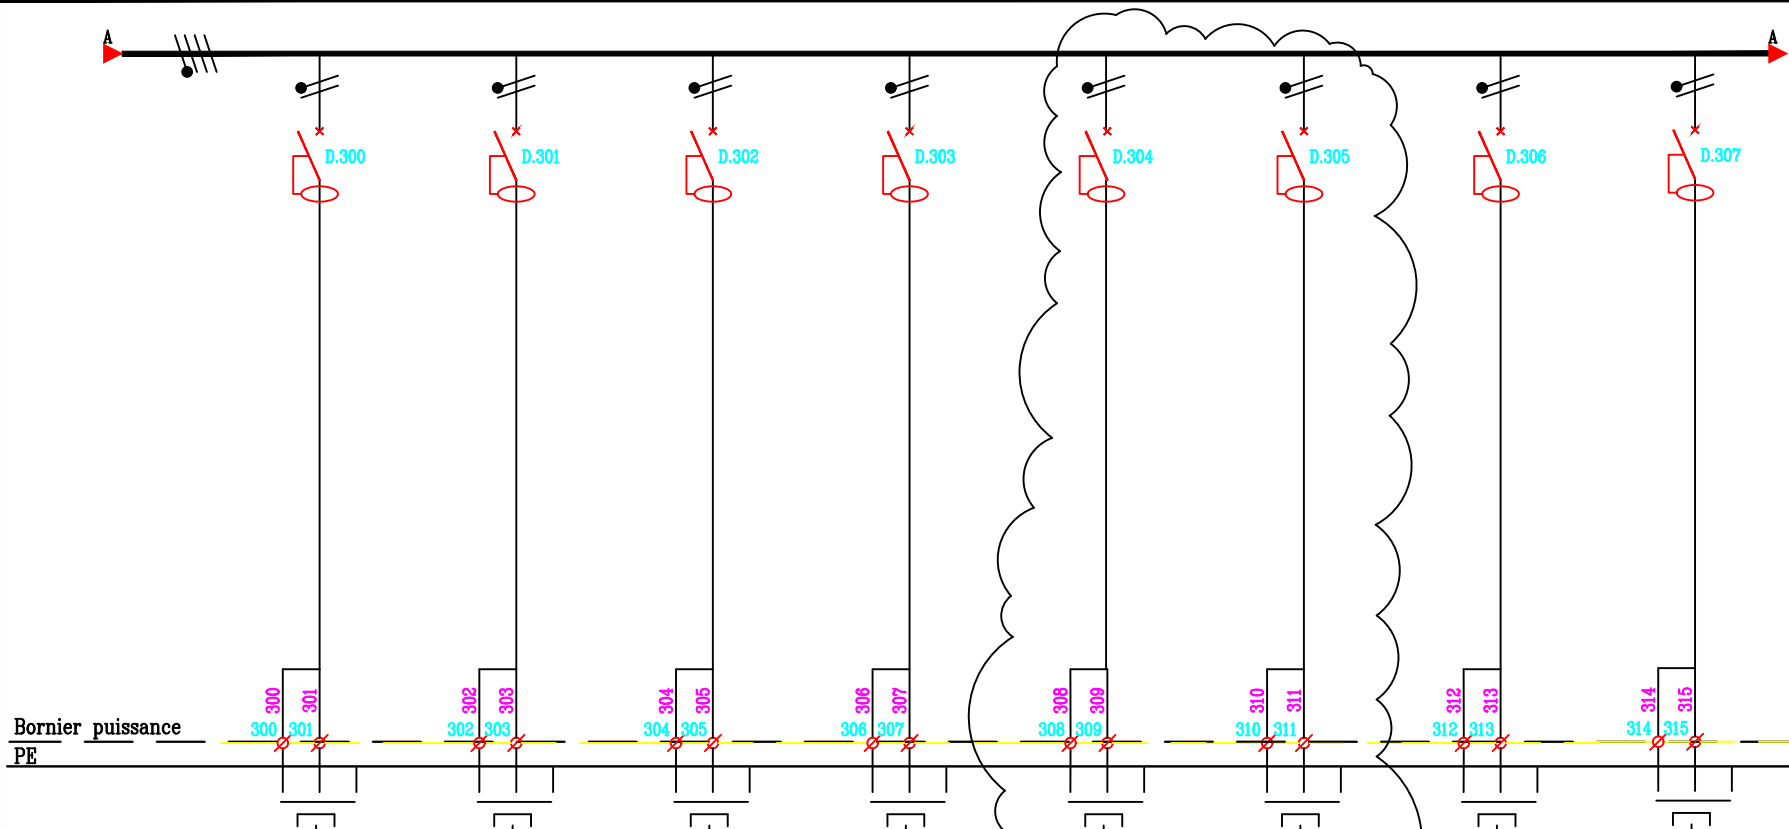 A A
D.300 D.301 D.302 D.303 D.304 D.305 D.306 D.307
300 301 302 303 304 305 306 307 308 309 310 311 312 313 314 315
Bornier puissance 300 301 302 303 304 305 306 307 308 309 310 311 312 313 314 315
PE